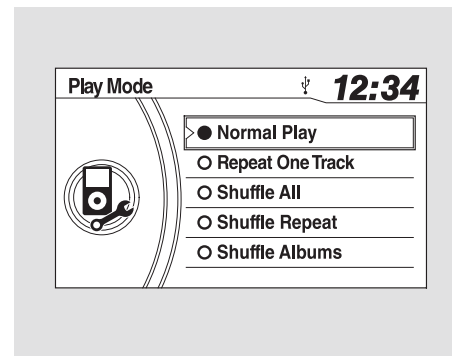 Play Mode 12:34
Normal Play
Repeat One Track
Shuffle All
Shuffle Repeat
Shuffle Albums